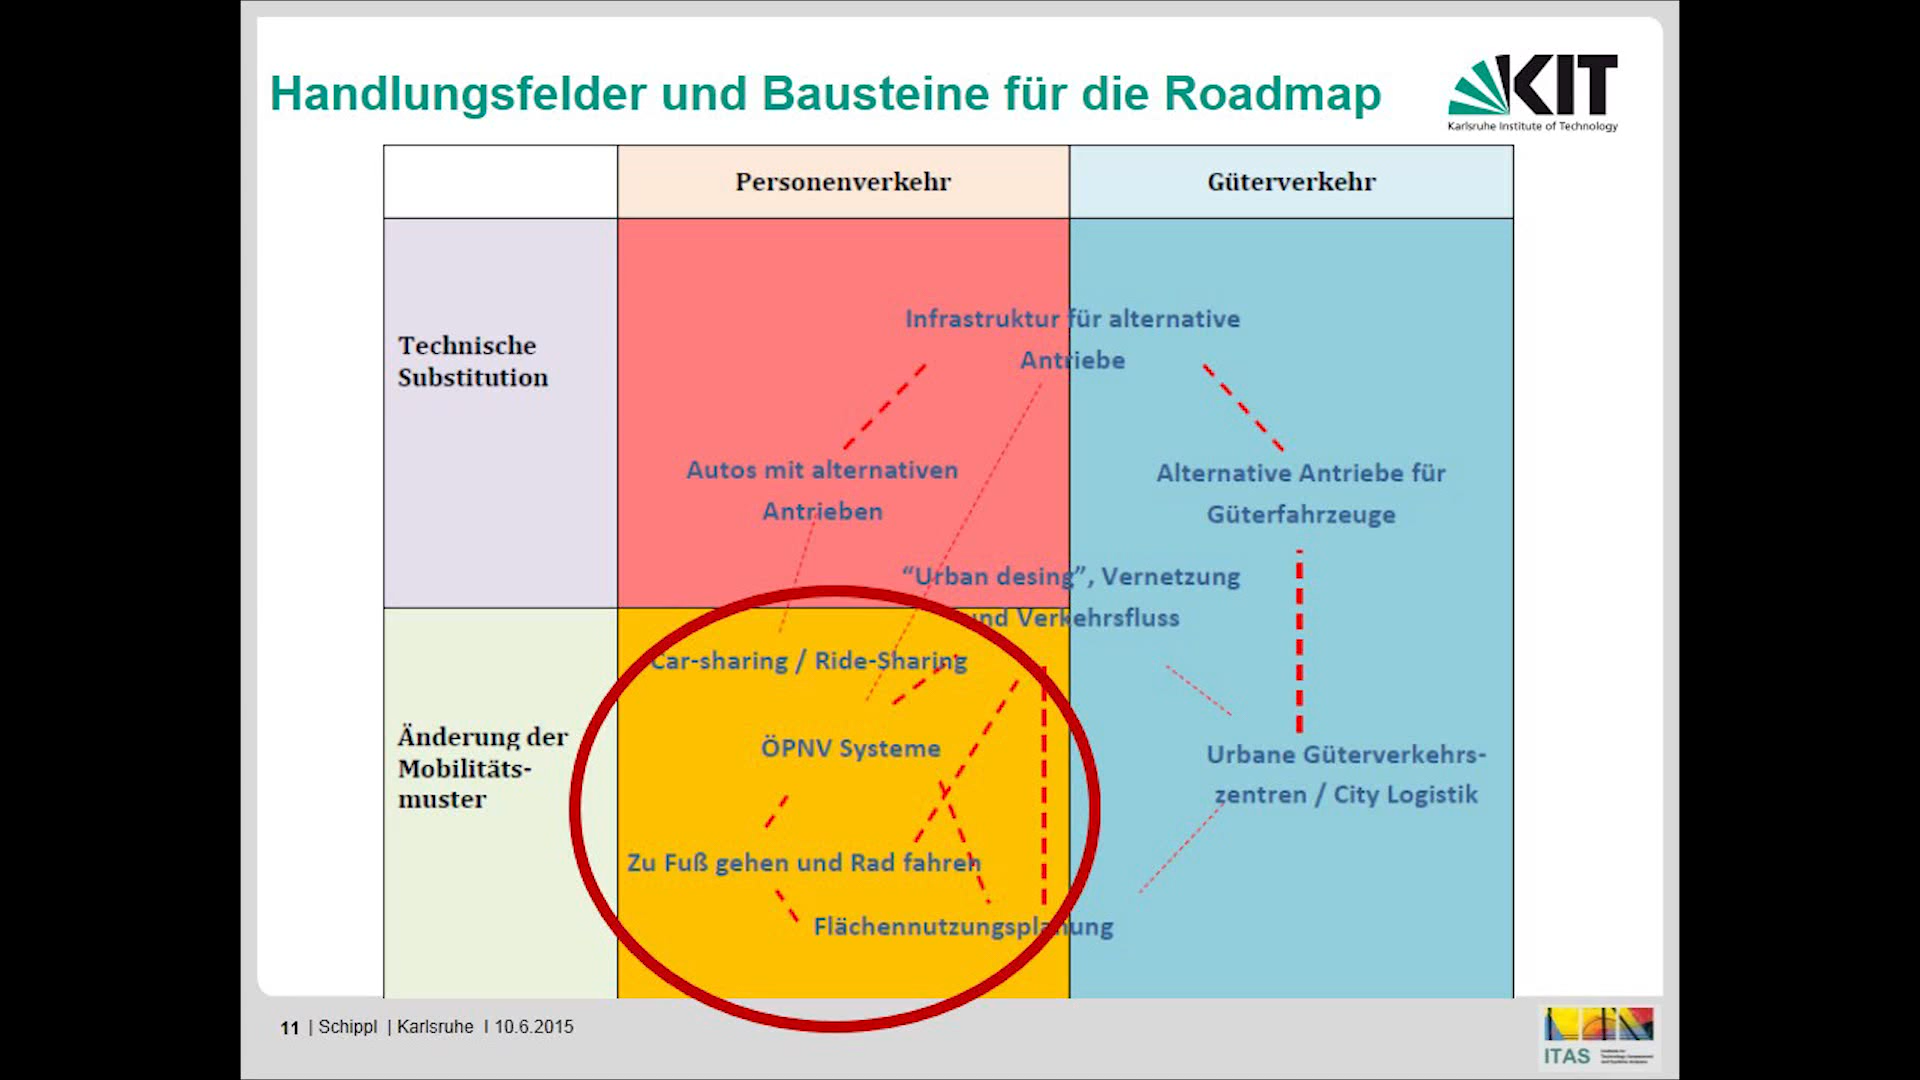 Handlungsfelder und Bausteine für die Roadmap
KIT
Karlsruhe Institute of Technology
Personenverkehr
Güterverkehr
Technische
Substitution
Infrastruktur für alternative
Antriebe
Autos mit alternativen
Antrieben
Alternative Antriebe für
Güterfahrzeuge
“Urban desing”, Vernetzung
und Verkehrsfluss
Änderung der
Mobilitäts-
muster
Car-sharing / Ride-Sharing
ÖPNV Systeme
Urbane Güterverkehrs-
zentren / City Logistik
Zu Fuß gehen und Rad fahren
Flächennutzungsplanung
11 | Schippl | Karlsruhe I 10.6.2015
ITAS